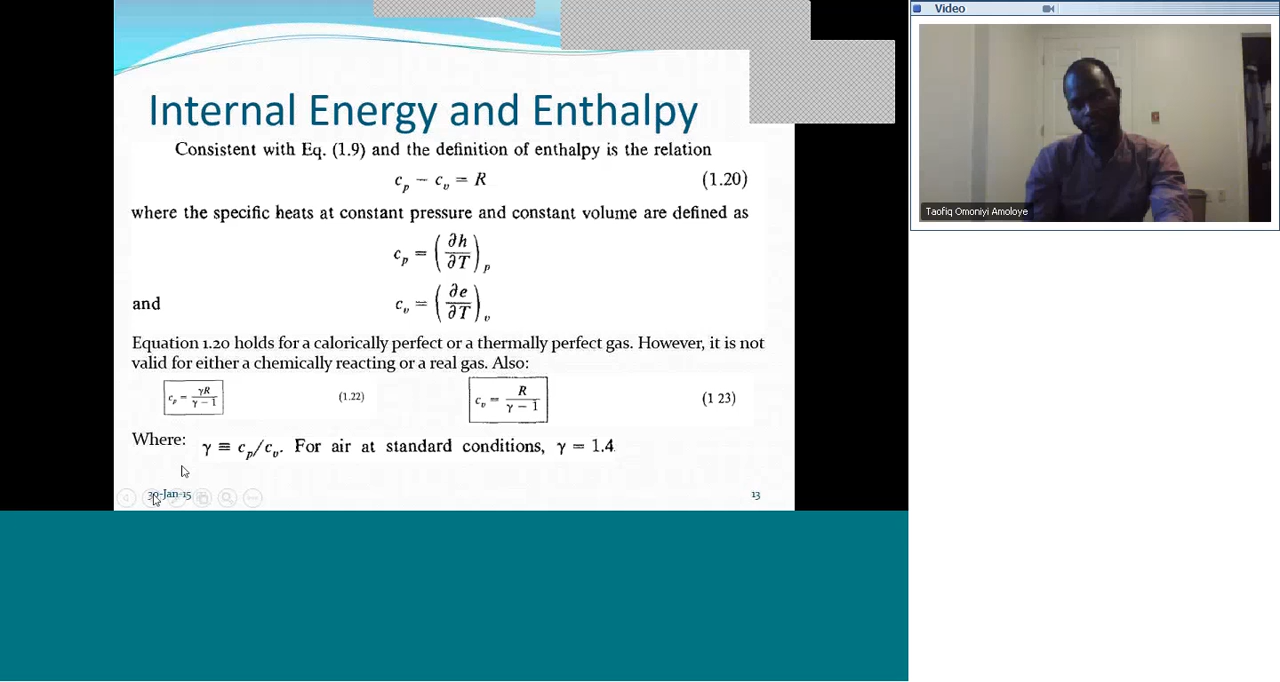 Internal Energy and Enthalpy
Consistent with Eq. (1.9) and the definition of enthalpy is the relation
c_p − c_v = R (1.20)
where the specific heats at constant pressure and constant volume are defined as
c_p = (∂h/∂T)_p
and c_v = (∂e/∂T)_v
Equation 1.20 holds for a calorically perfect or a thermally perfect gas. However, it is not
valid for either a chemically reacting or a real gas. Also:
c_p = γR/(γ − 1) (1.22) c_v = R/(γ − 1) (1 23)
Where: γ ≡ c_p/c_v. For air at standard conditions, γ = 1.4
30-Jan-15 13
Video
Taofiq Omoniyi Amoloye